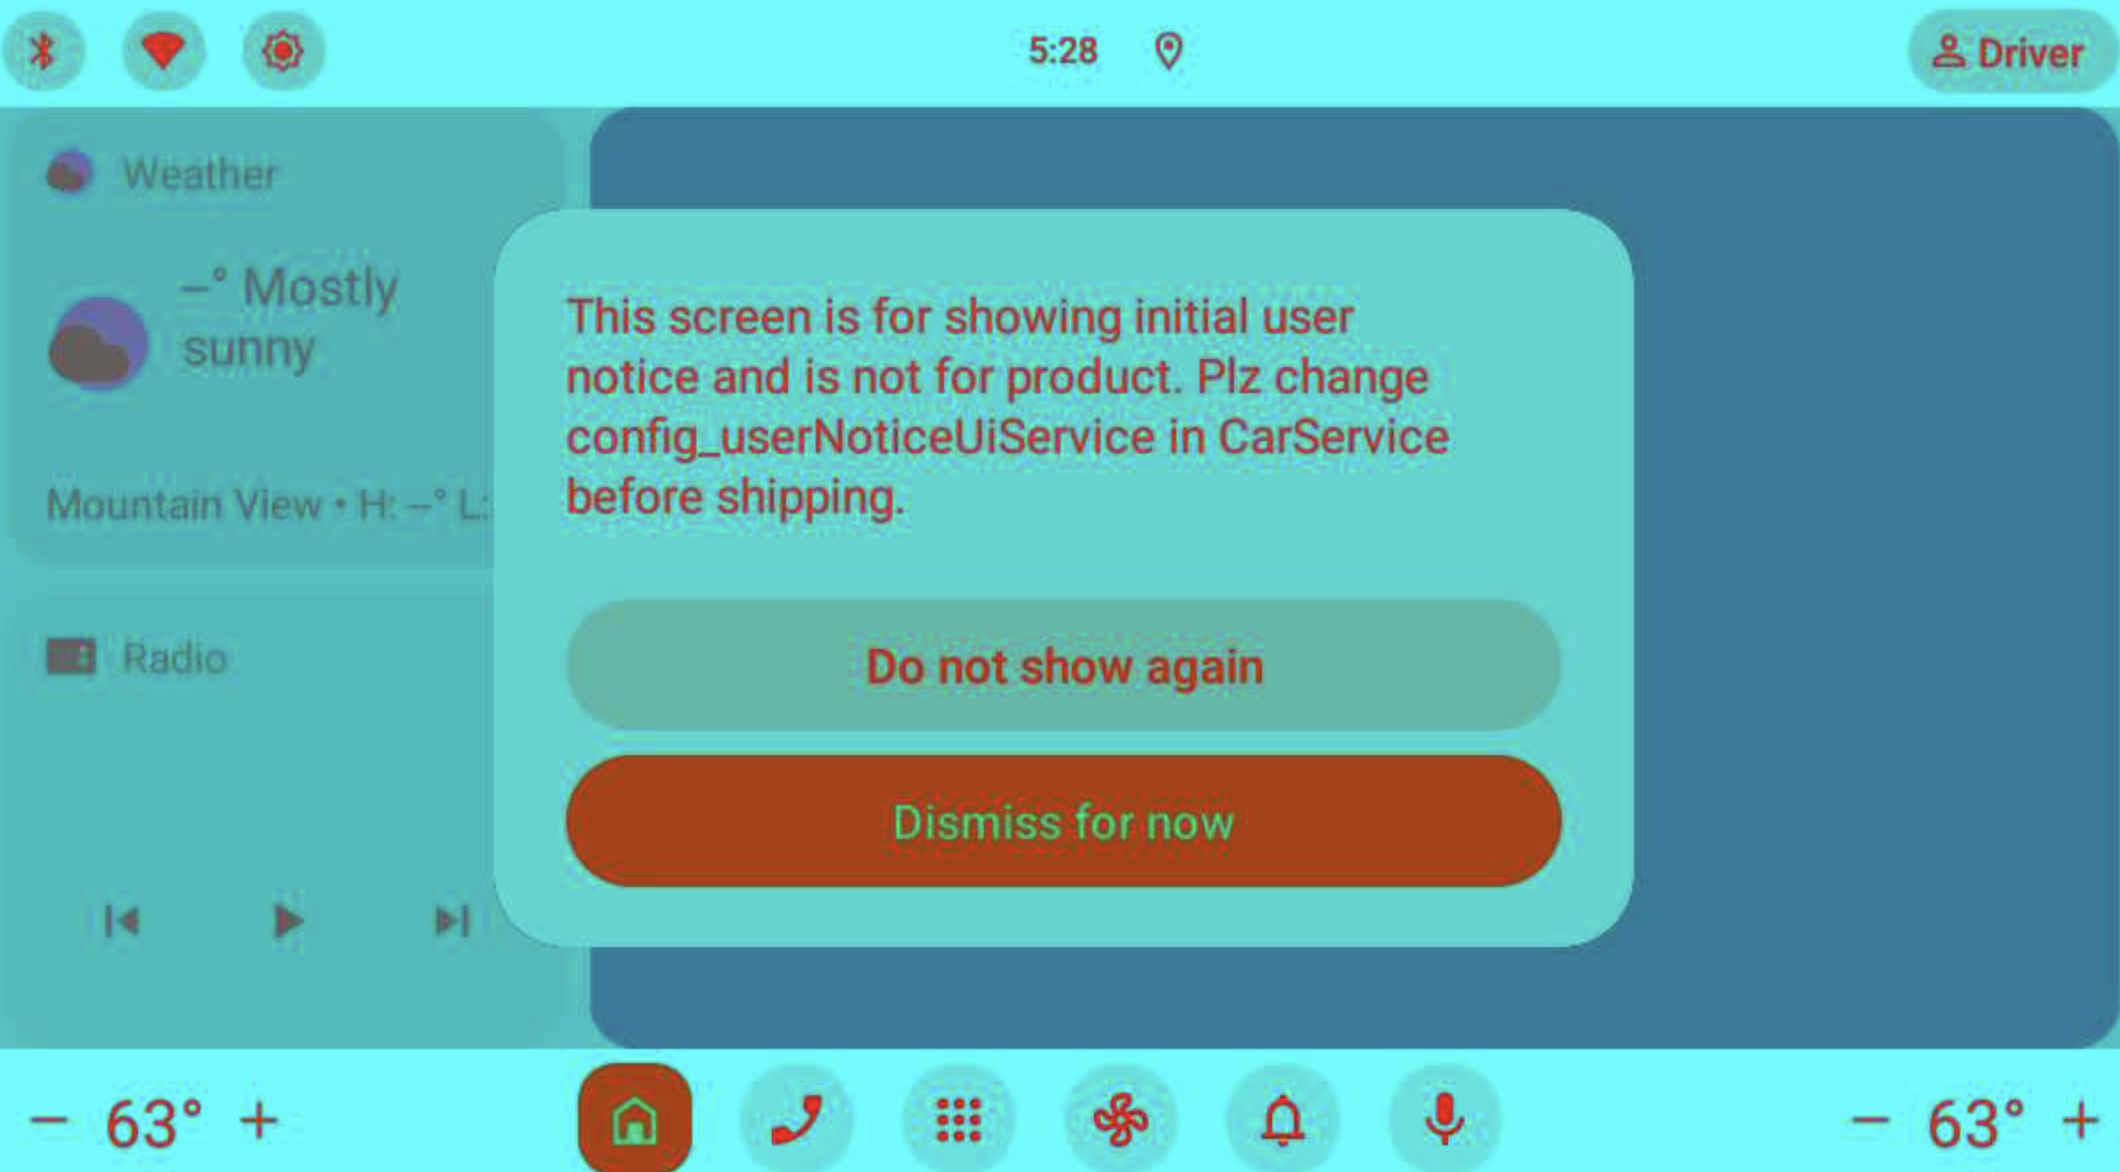 5:28
Driver
Weather
–° Mostly
sunny
Mountain View • H: –° L:
Radio
This screen is for showing initial user
notice and is not for product. Plz change
config_userNoticeUiService in CarService
before shipping.
Do not show again
Dismiss for now
– 63° +
– 63° +